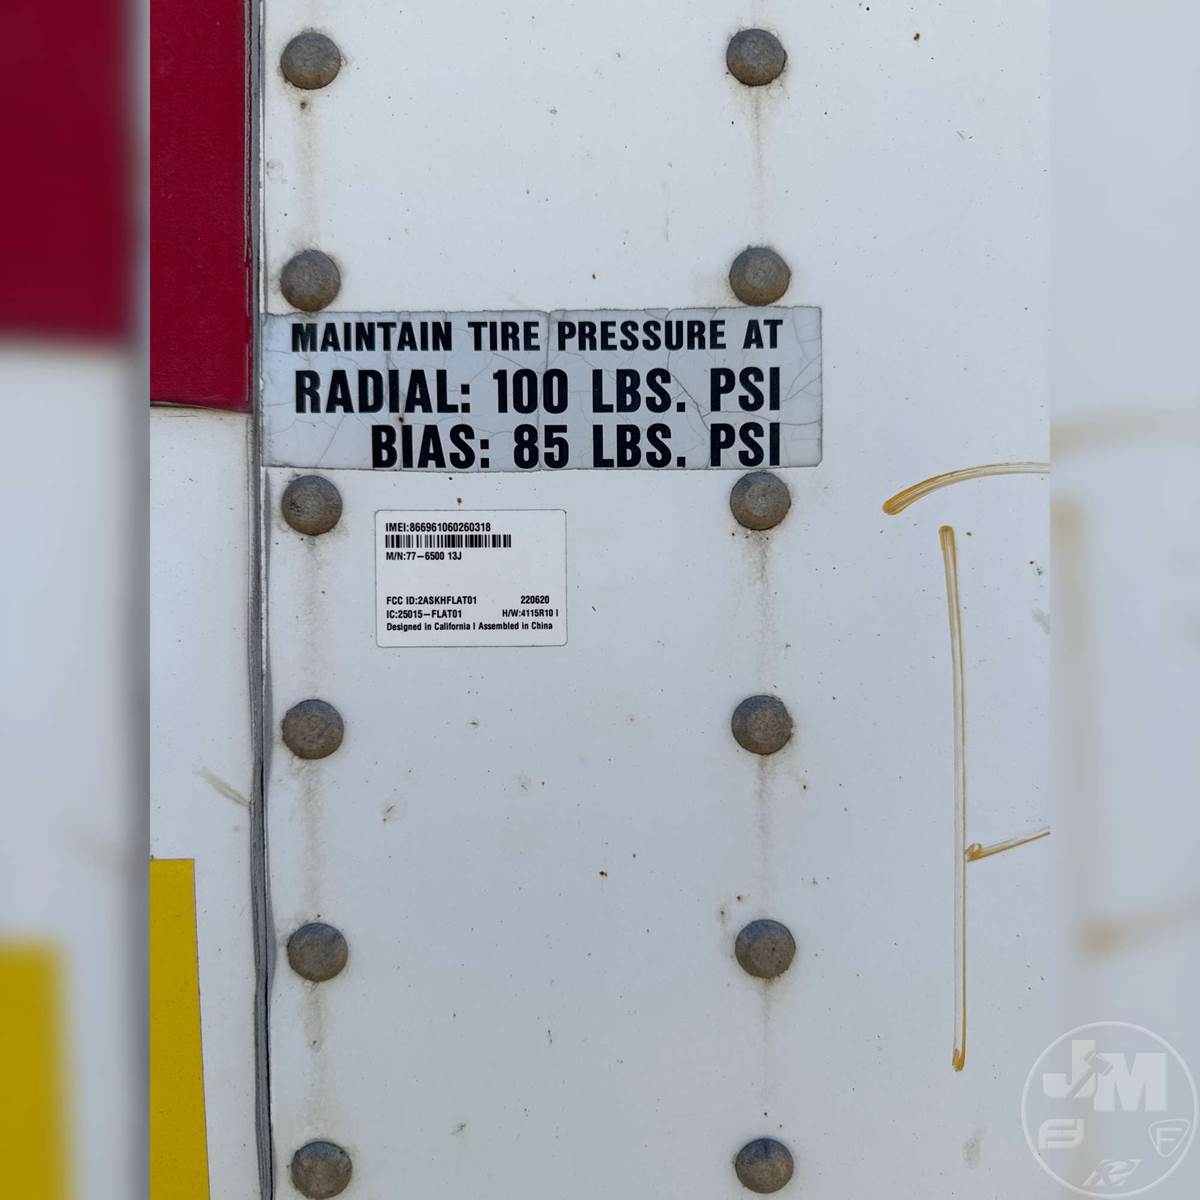 MAINTAIN TIRE PRESSURE AT
RADIAL: 100 LBS. PSI
BIAS: 85 LBS. PSI
IMEI:866961060260318
M/N:77-6500 13J
FCC ID:2ASKHFLAT01 220620
IC:25015-FLAT01 H/W:4115R10 I
Designed in California I Assembled in China
JM